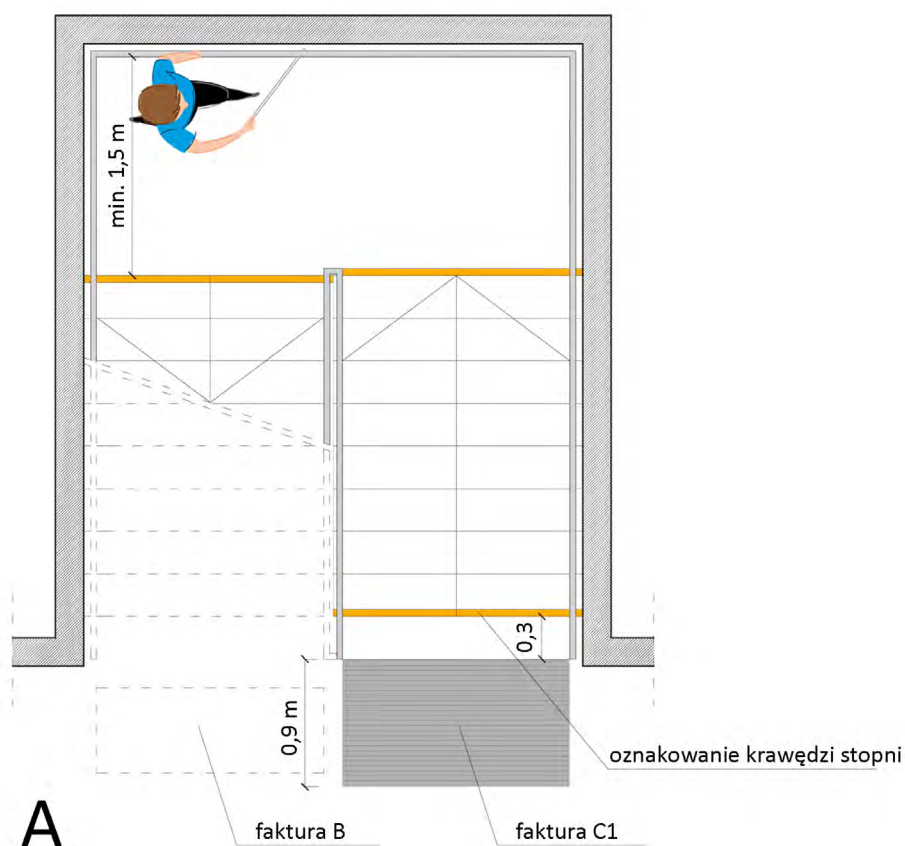 min. 1,5 m
0,3
0,9 m
oznakowanie krawędzi stopni
A
faktura B
faktura C1